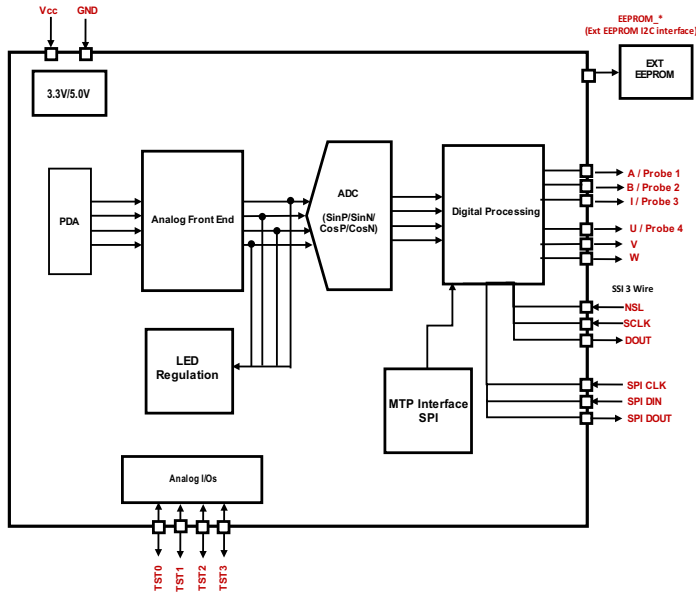 Vcc
GND
EEPROM_*
(Ext EEPROM I2C interface)
EXT
EEPROM
3.3V/5.0V
PDA
Analog Front End
ADC
(SinP/SinN/
CosP/CosN)
Digital Processing
A / Probe 1
B / Probe 2
I / Probe 3
U / Probe 4
V
W
SSI 3 Wire
NSL
SCLK
DOUT
LED
Regulation
MTP Interface
SPI
SPI CLK
SPI DIN
SPI DOUT
Analog I/Os
TST0
TST1
TST2
TST3